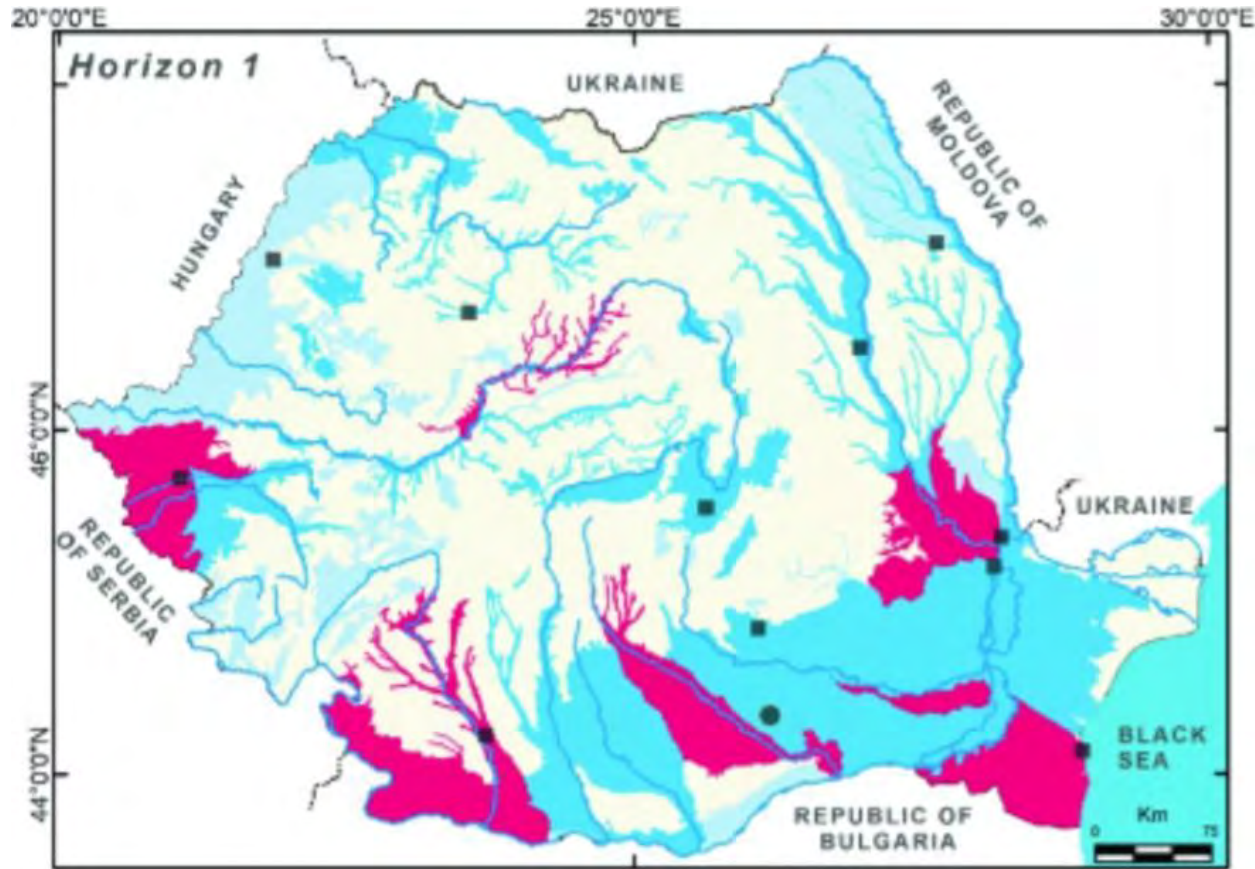 20°0'0"E
25°0'0"E
30°0'0"E
Horizon 1
UKRAINE
REPUBLIC OF
MOLDOVA
HUNGARY
46°0'0"N
UKRAINE
REPUBLIC
OF SERBIA
BLACK
SEA
44°0'0"N
REPUBLIC OF
BULGARIA
Km
0
75